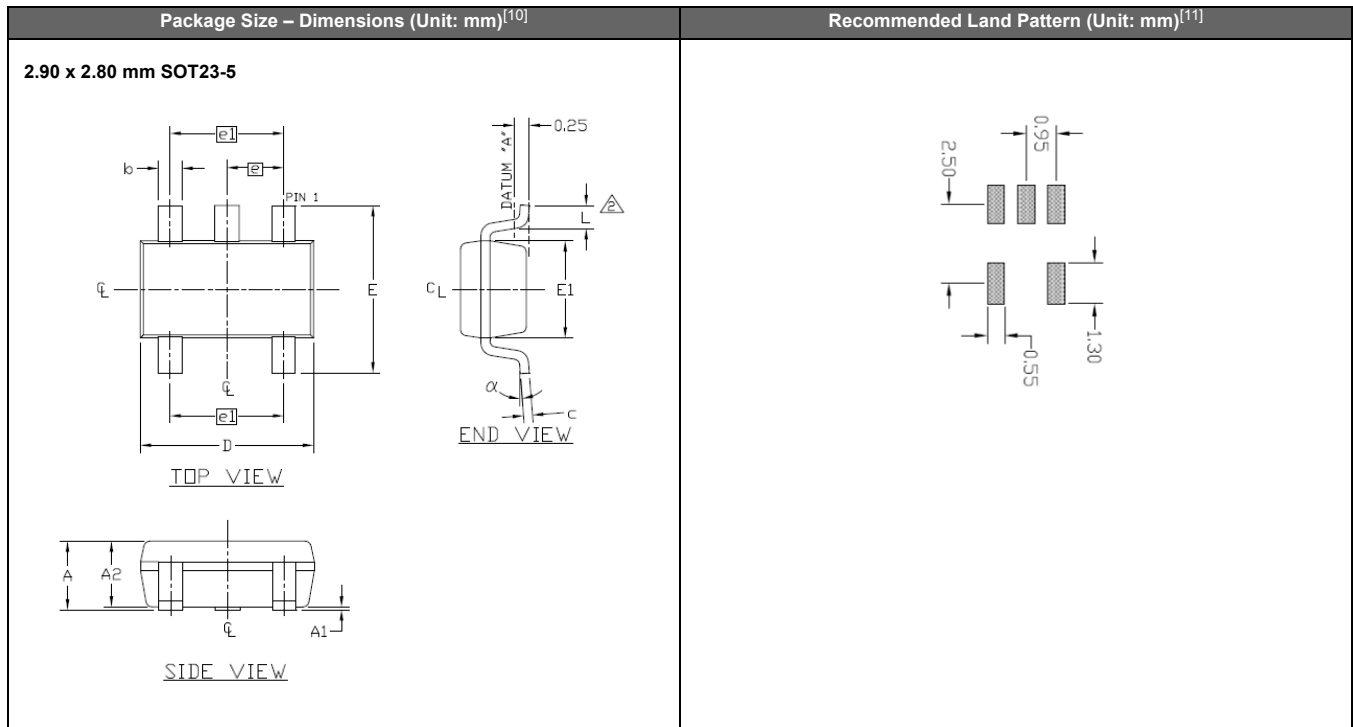 Package Size – Dimensions (Unit: mm)[10]
Recommended Land Pattern (Unit: mm)[11]
2.90 x 2.80 mm SOT23-5
e1
b
e
PIN 1
DATUM "A"
0.25
L
2
E
E1
CL
CL
CL
e1
D
α
c
TOP VIEW
END VIEW
A
A2
CL
A1
SIDE VIEW
0.95
2.50
1.30
0.55